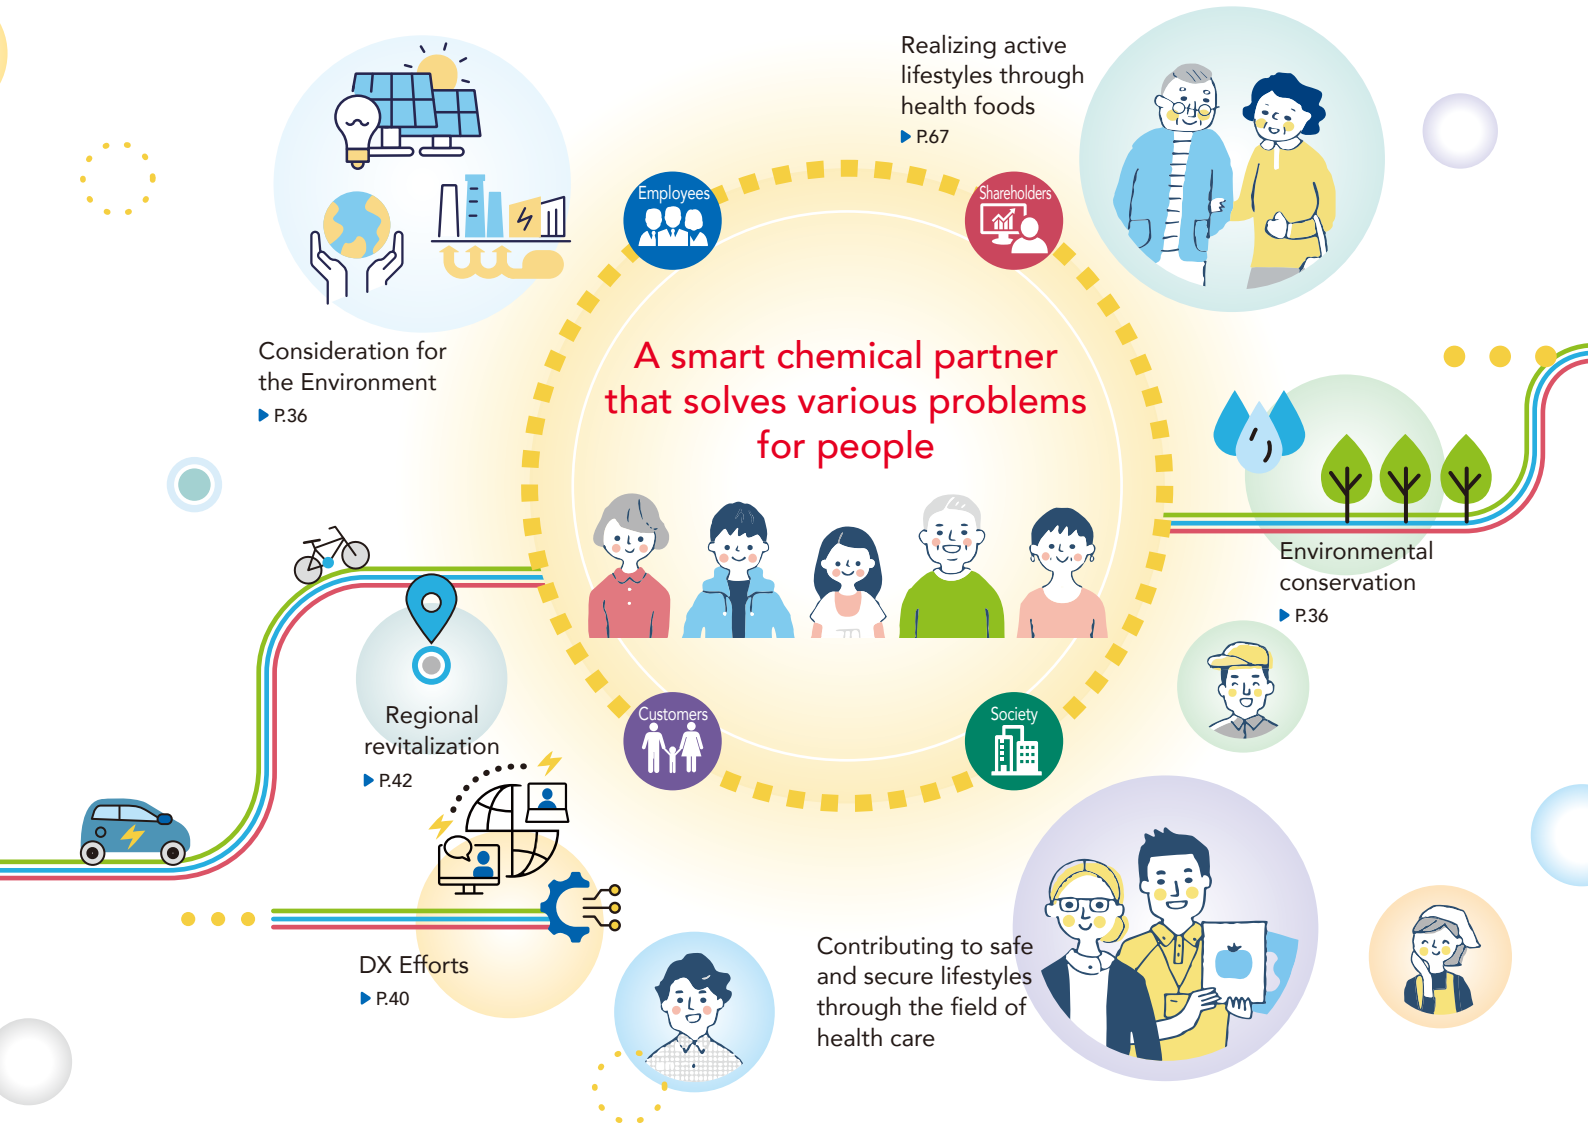 Realizing active
lifestyles through
health foods
P.67
Employees
Shareholders
Consideration for
the Environment
P.36
A smart chemical partner
that solves various problems
for people
Environmental
conservation
P.36
Regional
revitalization
P.42
Customers
Society
DX Efforts
P.40
Contributing to safe
and secure lifestyles
through the field of
health care